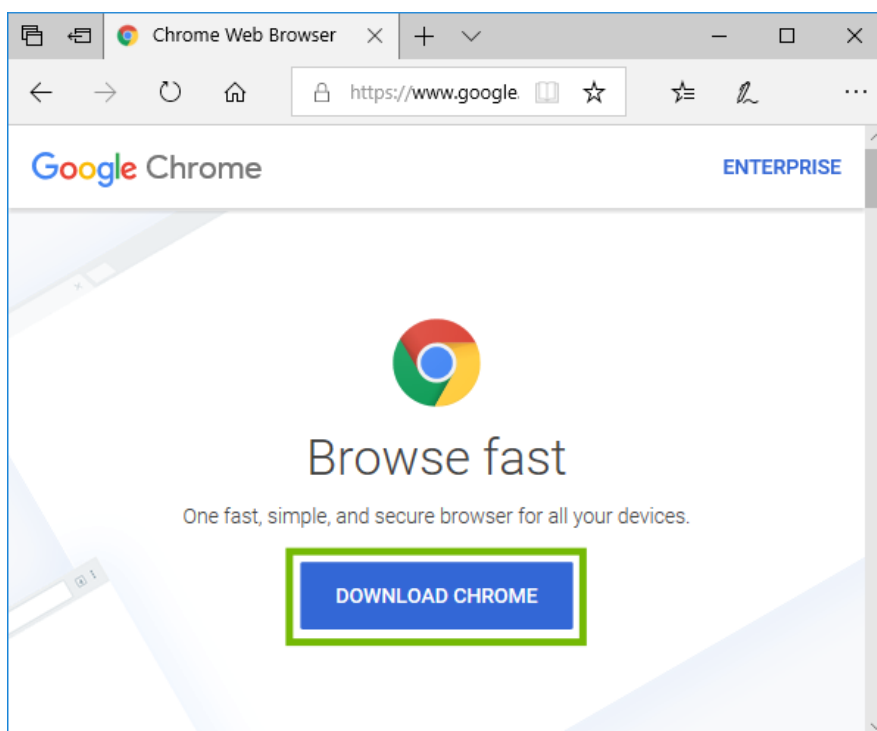 Chrome Web Browser
https://www.google.
Google Chrome
ENTERPRISE
Browse fast
One fast, simple, and secure browser for all your devices.
DOWNLOAD CHROME